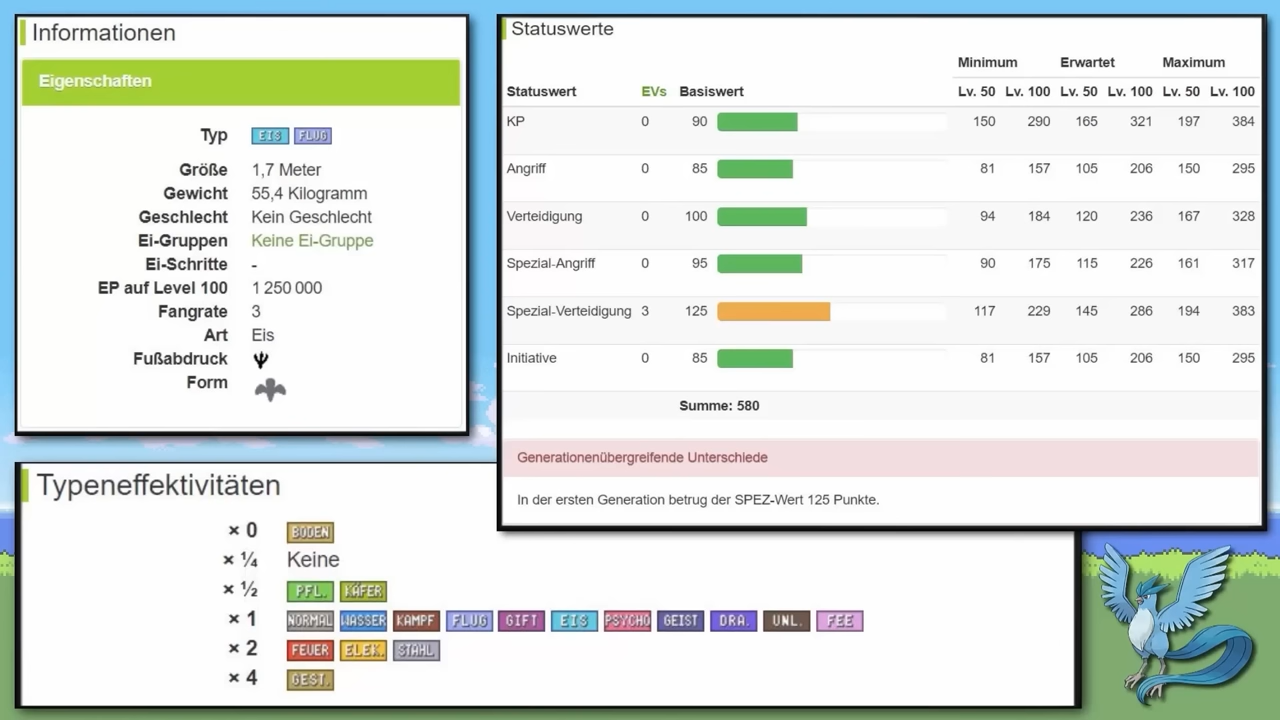 Informationen
Eigenschaften
Typ EIS FLUG
Größe 1,7 Meter
Gewicht 55,4 Kilogramm
Geschlecht Kein Geschlecht
Ei-Gruppen Keine Ei-Gruppe
Ei-Schritte -
EP auf Level 100 1 250 000
Fangrate 3
Art Eis
Fußabdruck
Form
Statuswerte
Minimum Erwartet Maximum
Statuswert EVs Basiswert Lv. 50 Lv. 100 Lv. 50 Lv. 100 Lv. 50 Lv. 100
KP 0 90 150 290 165 321 197 384
Angriff 0 85 81 157 105 206 150 295
Verteidigung 0 100 94 184 120 236 167 328
Spezial-Angriff 0 95 90 175 115 226 161 317
Spezial-Verteidigung 3 125 117 229 145 286 194 383
Initiative 0 85 81 157 105 206 150 295
Summe: 580
Generationenübergreifende Unterschiede
In der ersten Generation betrug der SPEZ-Wert 125 Punkte.
Typeneffektivitäten
× 0 BODEN
× ¼ Keine
× ½ PFL. KÄFER
× 1 NORMAL WASSER KAMPF FLUG GIFT EIS PSYCHO GEIST DRA. UNL. FEE
× 2 FEUER ELEK. STAHL
× 4 GEST.